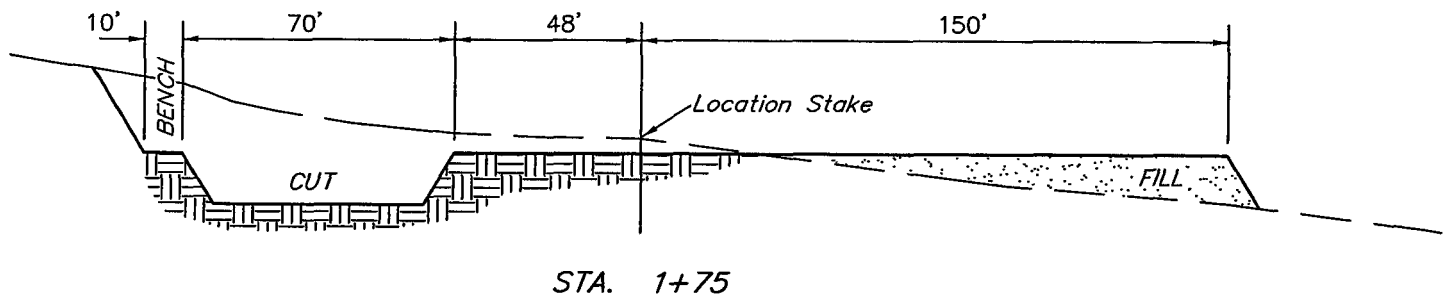 10' 70' 48' 150'
BENCH
Location Stake
CUT
FILL
STA. 1+75